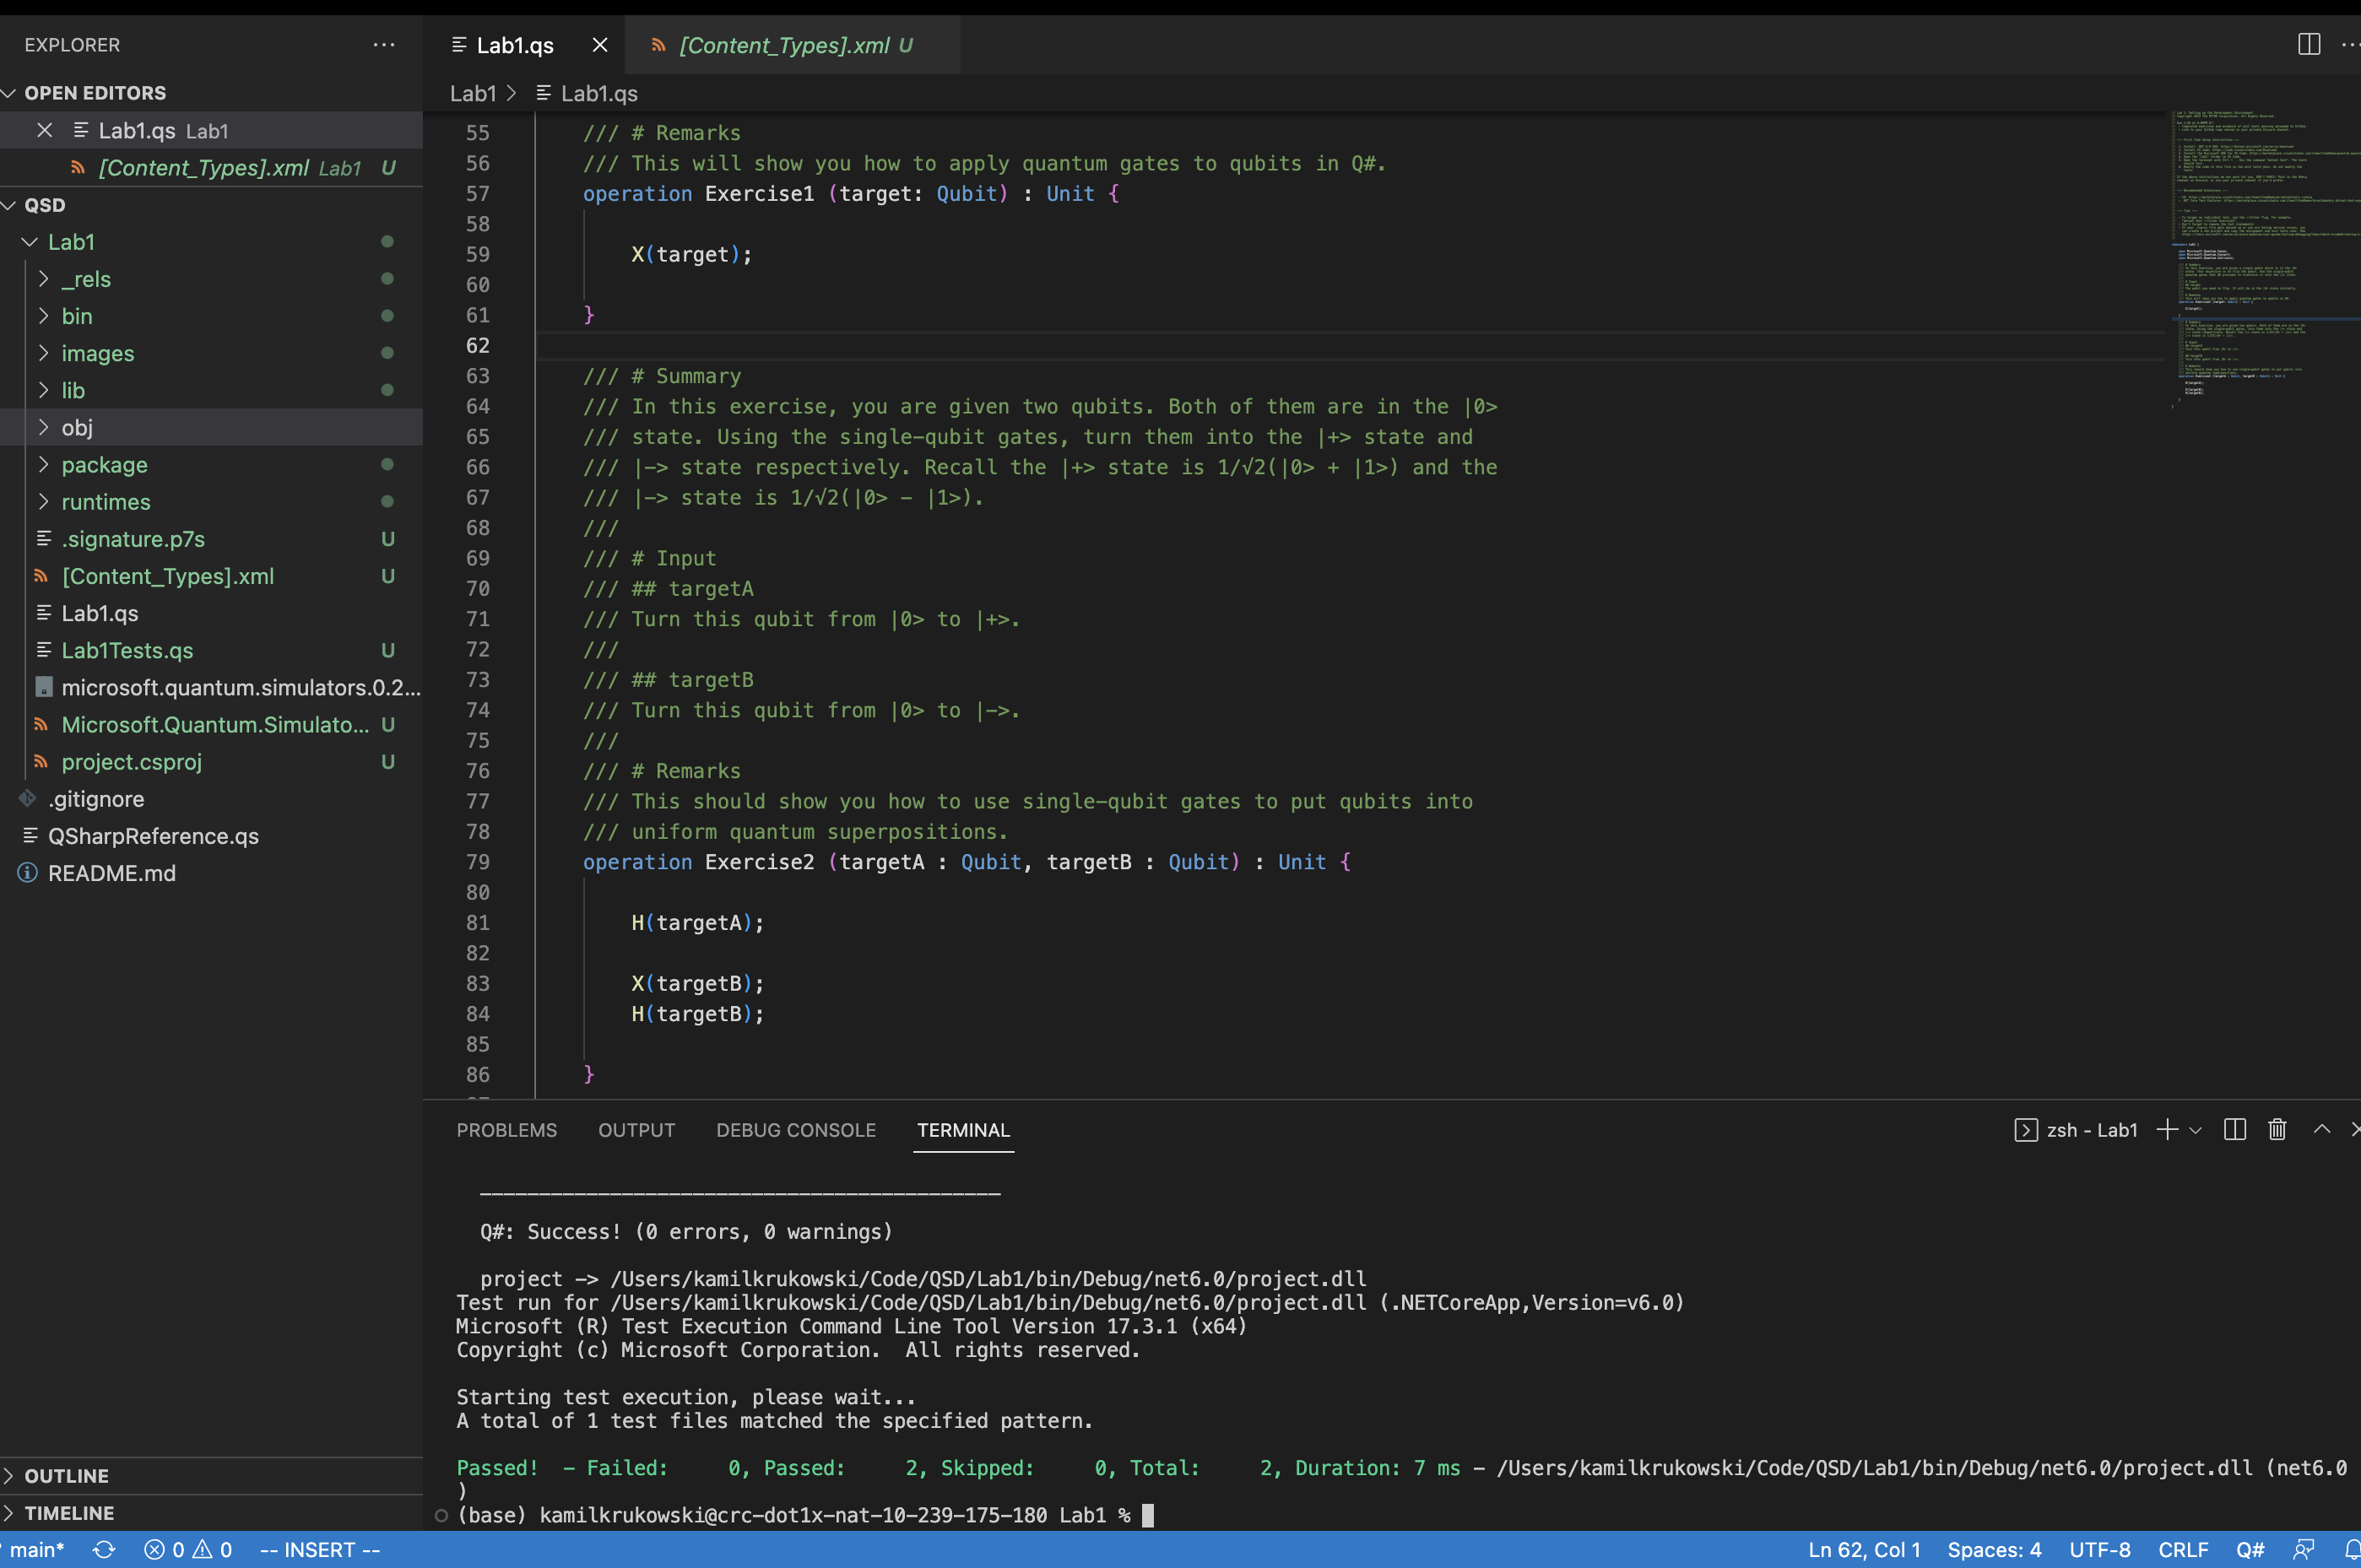 EXPLORER
OPEN EDITORS
Lab1.qs Lab1
[Content_Types].xml Lab1 U
QSD
Lab1
_rels
bin
images
lib
obj
package
runtimes
.signature.p7s U
[Content_Types].xml U
Lab1.qs
Lab1Tests.qs U
microsoft.quantum.simulators.0.2...
Microsoft.Quantum.Simulato... U
project.csproj U
.gitignore
QSharpReference.qs
README.md
OUTLINE
TIMELINE
Lab1.qs
[Content_Types].xml U
Lab1 > Lab1.qs
55 /// # Remarks
56 /// This will show you how to apply quantum gates to qubits in Q#.
57 operation Exercise1 (target: Qubit) : Unit {
58
59 X(target);
60
61 }
62
63 /// # Summary
64 /// In this exercise, you are given two qubits. Both of them are in the |0>
65 /// state. Using the single-qubit gates, turn them into the |+> state and
66 /// |-> state respectively. Recall the |+> state is 1/√2(|0> + |1>) and the
67 /// |-> state is 1/√2(|0> - |1>).
68 ///
69 /// # Input
70 /// ## targetA
71 /// Turn this qubit from |0> to |+>.
72 ///
73 /// ## targetB
74 /// Turn this qubit from |0> to |->.
75 ///
76 /// # Remarks
77 /// This should show you how to use single-qubit gates to put qubits into
78 /// uniform quantum superpositions.
79 operation Exercise2 (targetA : Qubit, targetB : Qubit) : Unit {
80
81 H(targetA);
82
83 X(targetB);
84 H(targetB);
85
86 }
PROBLEMS OUTPUT DEBUG CONSOLE TERMINAL
zsh - Lab1
____________________________________________
Q#: Success! (0 errors, 0 warnings)
project -> /Users/kamilkrukowski/Code/QSD/Lab1/bin/Debug/net6.0/project.dll
Test run for /Users/kamilkrukowski/Code/QSD/Lab1/bin/Debug/net6.0/project.dll (.NETCoreApp,Version=v6.0)
Microsoft (R) Test Execution Command Line Tool Version 17.3.1 (x64)
Copyright (c) Microsoft Corporation.  All rights reserved.
Starting test execution, please wait...
A total of 1 test files matched the specified pattern.
Passed!  - Failed:     0, Passed:     2, Skipped:     0, Total:     2, Duration: 7 ms - /Users/kamilkrukowski/Code/QSD/Lab1/bin/Debug/net6.0/project.dll (net6.0
)
(base) kamilkrukowski@crc-dot1x-nat-10-239-175-180 Lab1 %
main* 0 0 -- INSERT -- Ln 62, Col 1 Spaces: 4 UTF-8 CRLF Q#